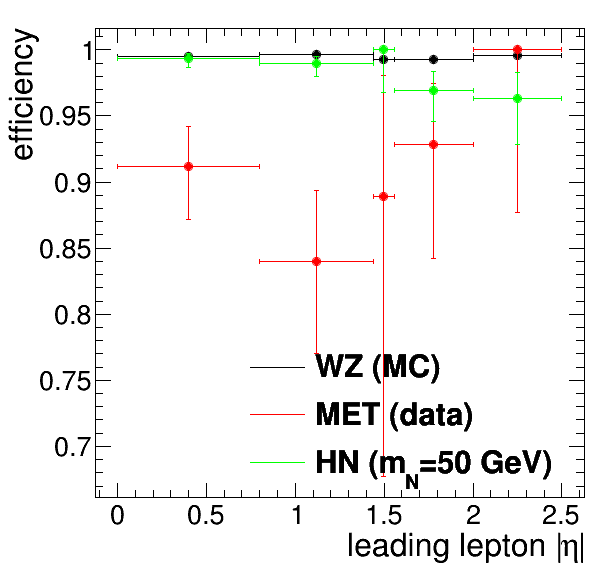 efficiency
1
0.95
0.9
0.85
0.8
0.75
0.7
WZ (MC)
MET (data)
HN (m_N=50 GeV)
0 0.5 1 1.5 2 2.5
leading lepton |η|